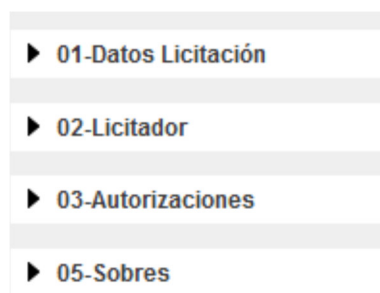 01-Datos Licitación
02-Licitador
03-Autorizaciones
05-Sobres